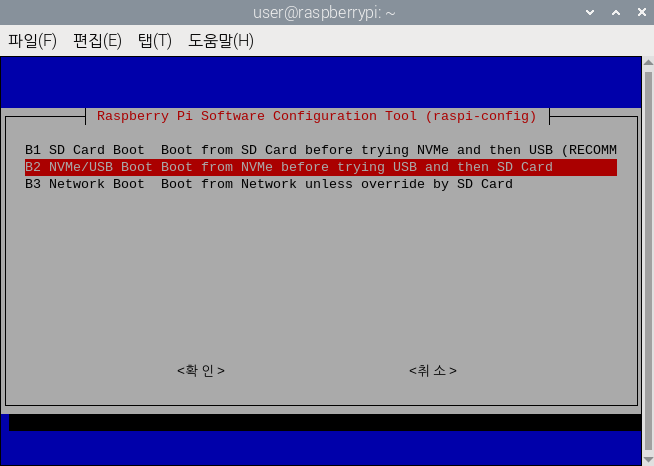 user@raspberrypi: ~
파일(F) 편집(E) 탭(T) 도움말(H)
Raspberry Pi Software Configuration Tool (raspi-config)
B1 SD Card Boot Boot from SD Card before trying NVMe and then USB (RECOMM
B2 NVMe/USB Boot Boot from NVMe before trying USB and then SD Card
B3 Network Boot Boot from Network unless override by SD Card
<확인> <취소>